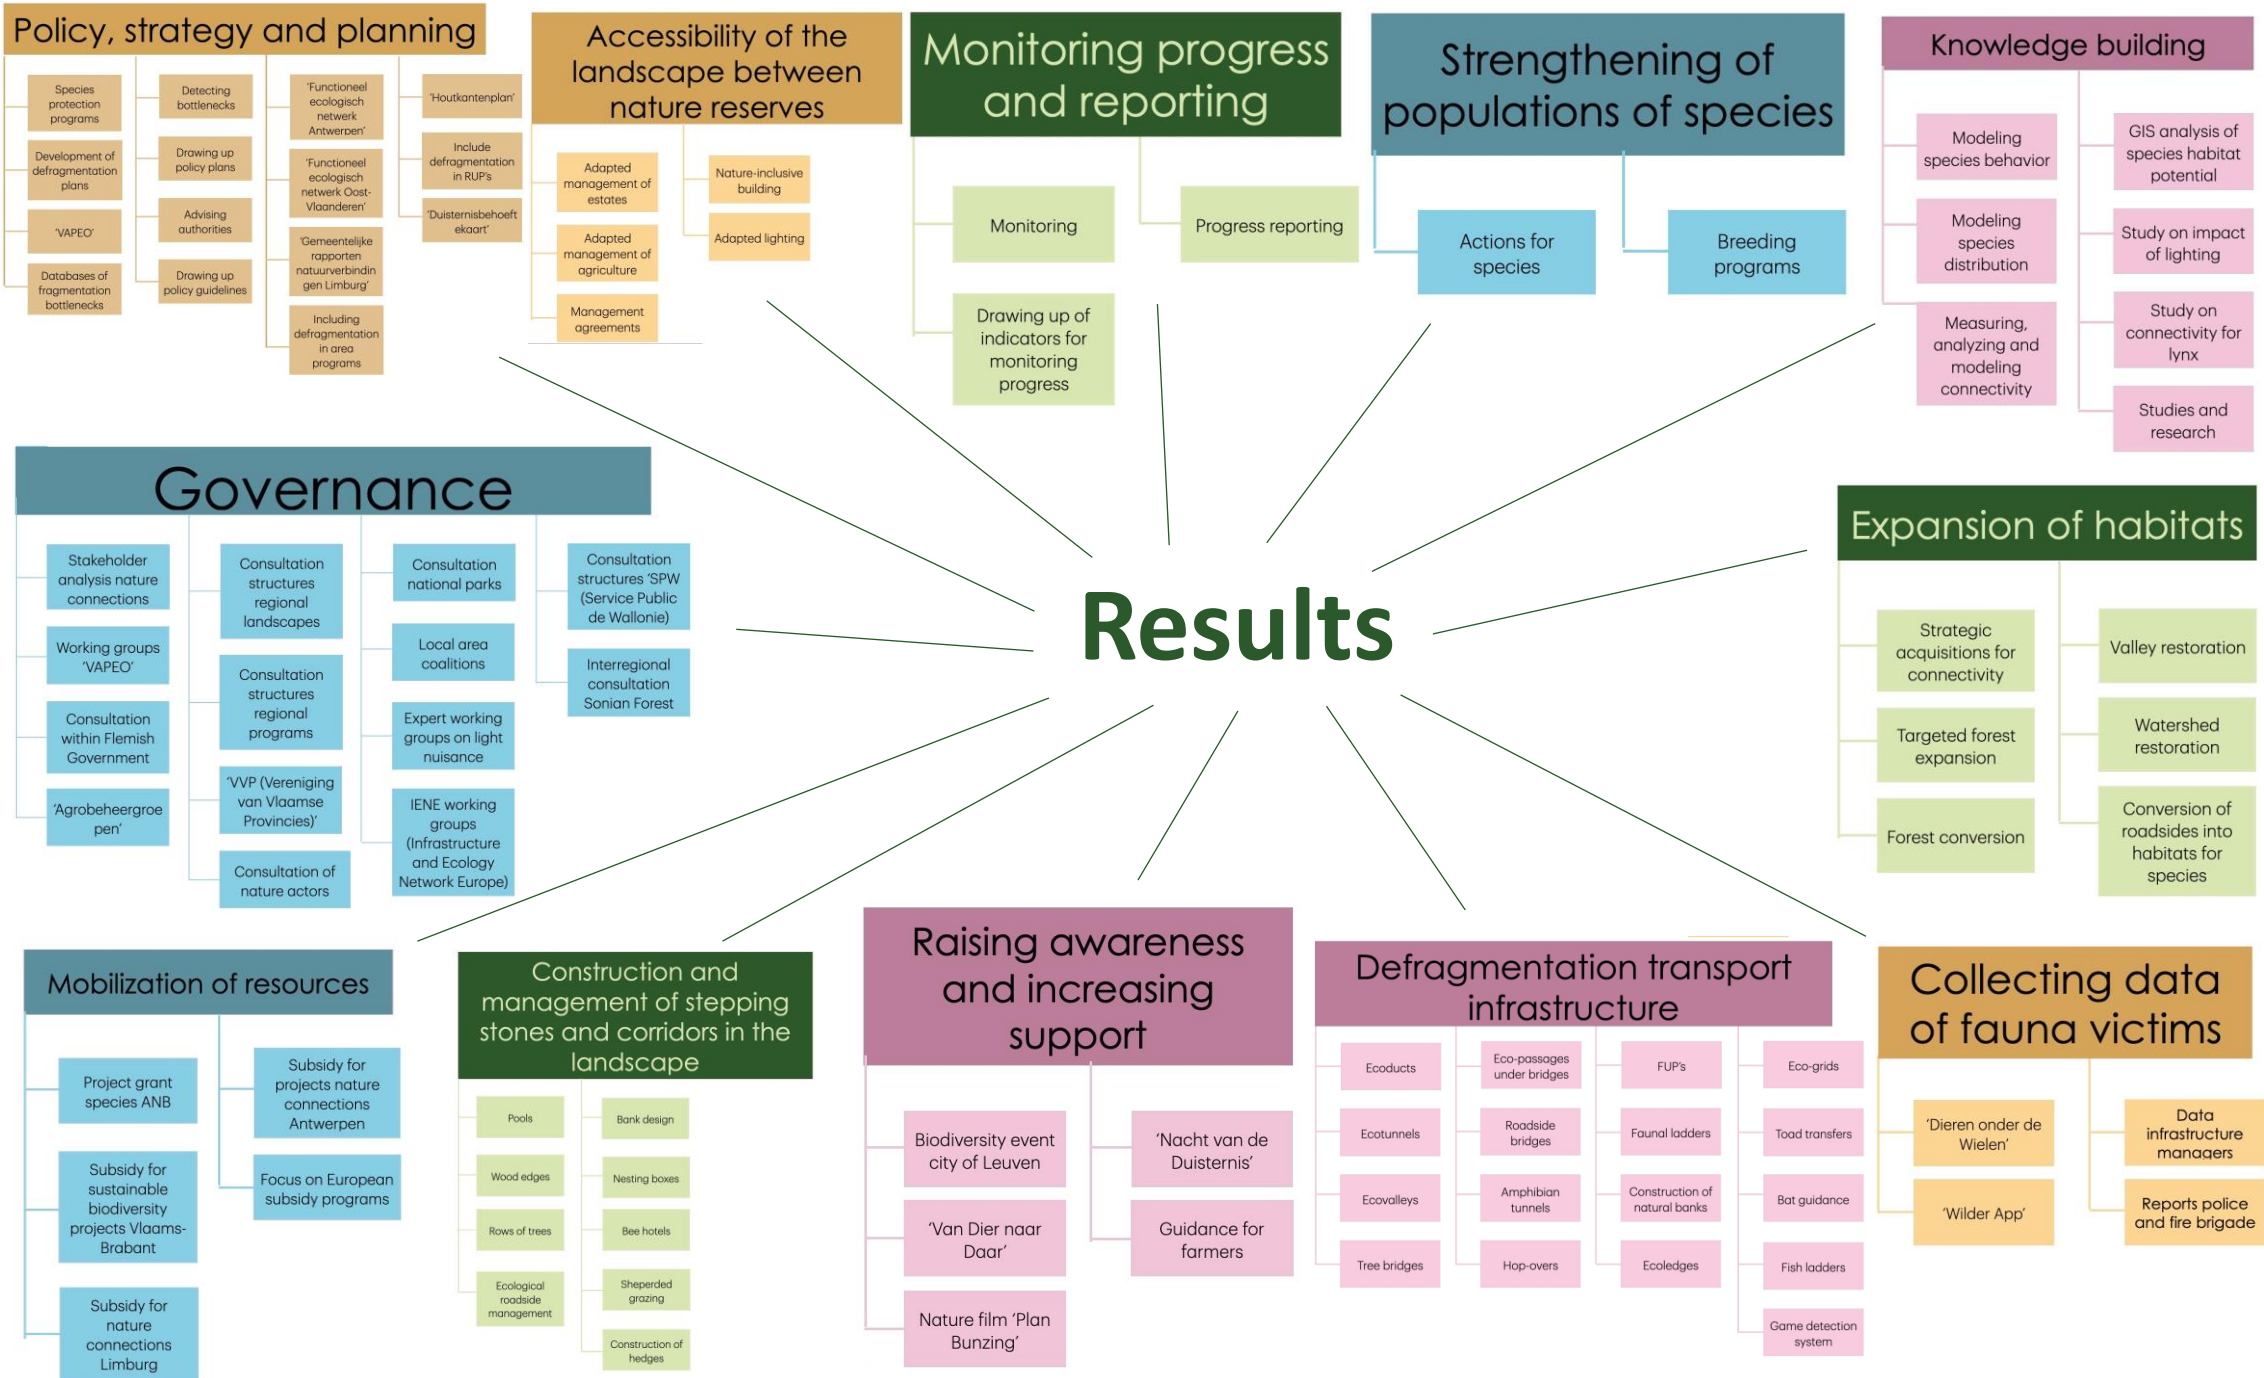 Policy, strategy and planning
Species
protection
programs
Development of
defragmentation
plans
'VAPEO'
Databases of
fragmentation
bottlenecks
Detecting
bottlenecks
Drawing up
policy plans
Advising
authorities
Drawing up
policy guidelines
'Functioneel
ecologisch
netwerk
Antwerpen'
'Functioneel
ecologisch
netwerk Oost-
Vlaanderen'
'Gemeentelijke
rapporten
natuurverbindin
gen Limburg'
Including
defragmentation
in area
programs
'Houtkantenplan'
Include
defragmentation
in RUP's
'Duisternisbehoeft
ekaart'
Accessibility of the
landscape between
nature reserves
Adapted
management of
estates
Adapted
management of
agriculture
Management
agreements
Nature-inclusive
building
Adapted lighting
Monitoring progress
and reporting
Monitoring
Drawing up of
indicators for
monitoring
progress
Progress reporting
Strengthening of
populations of species
Actions for
species
Breeding
programs
Knowledge building
Modeling
species behavior
Modeling
species
distribution
Measuring,
analyzing and
modeling
connectivity
GIS analysis of
species habitat
potential
Study on impact
of lighting
Study on
connectivity for
lynx
Studies and
research
Governance
Stakeholder
analysis nature
connections
Working groups
'VAPEO'
Consultation
within Flemish
Government
'Agrobeheergroe
pen'
Consultation
structures
regional
landscapes
Consultation
structures
regional
programs
'VVP (Vereniging
van Vlaamse
Provincies)'
Consultation of
nature actors
Consultation
national parks
Local area
coalitions
Expert working
groups on light
nuisance
IENE working
groups
(Infrastructure
and Ecology
Network Europe)
Consultation
structures 'SPW
(Service Public
de Wallonie)
Interregional
consultation
Sonian Forest
Results
Expansion of habitats
Strategic
acquisitions for
connectivity
Targeted forest
expansion
Forest conversion
Valley restoration
Watershed
restoration
Conversion of
roadsides into
habitats for
species
Mobilization of resources
Project grant
species ANB
Subsidy for
sustainable
biodiversity
projects Vlaams-
Brabant
Subsidy for
nature
connections
Limburg
Subsidy for
projects nature
connections
Antwerpen
Focus on European
subsidy programs
Construction and
management of stepping
stones and corridors in the
landscape
Pools
Wood edges
Rows of trees
Ecological
roadside
management
Bank design
Nesting boxes
Bee hotels
Sheperded
grazing
Construction of
hedges
Raising awareness
and increasing
support
Biodiversity event
city of Leuven
'Van Dier naar
Daar'
Nature film 'Plan
Bunzing'
'Nacht van de
Duisternis'
Guidance for
farmers
Defragmentation transport
infrastructure
Ecoducts
Ecotunnels
Ecovalleys
Tree bridges
Eco-passages
under bridges
Roadside
bridges
Amphibian
tunnels
Hop-overs
FUP's
Faunal ladders
Construction of
natural banks
Ecoledges
Eco-grids
Toad transfers
Bat guidance
Fish ladders
Game detection
system
Collecting data
of fauna victims
'Dieren onder de
Wielen'
'Wilder App'
Data
infrastructure
managers
Reports police
and fire brigade